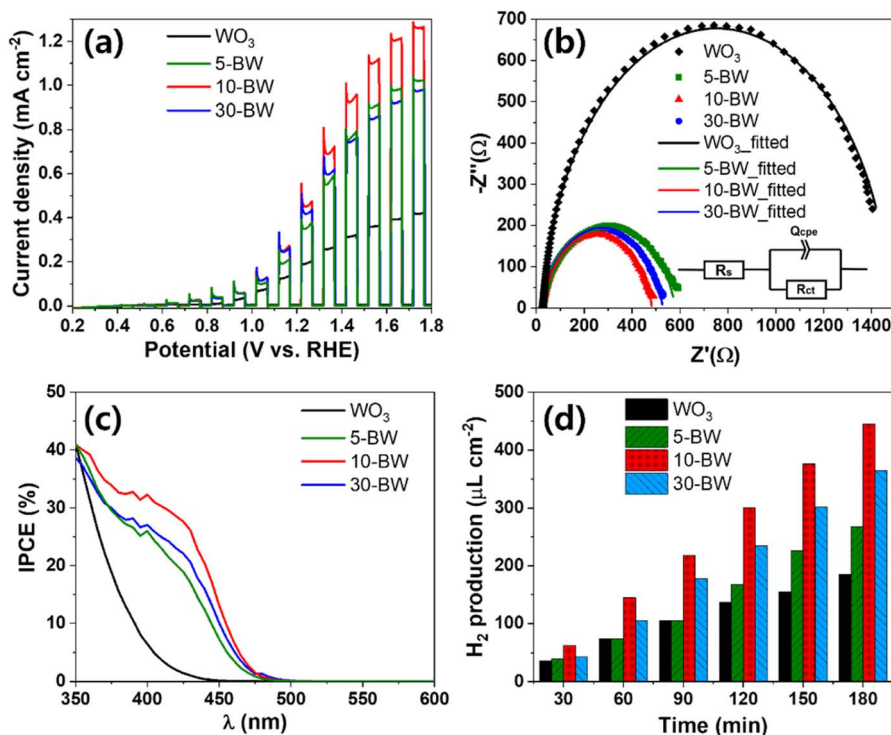 (a)
WO₃
5-BW
10-BW
30-BW
Current density (mA cm⁻²)
1.2
1.0
0.8
0.6
0.4
0.2
0.0
0.2 0.4 0.6 0.8 1.0 1.2 1.4 1.6 1.8
Potential (V vs. RHE)
(b)
WO₃
5-BW
10-BW
30-BW
WO₃_fitted
5-BW_fitted
10-BW_fitted
30-BW_fitted
Rs
Qcpe
Rct
-Z''(Ω)
-700
600
500
400
300
200
100
0
0 200 400 600 800 1000 1200 1400
Z'(Ω)
(c)
WO₃
5-BW
10-BW
30-BW
IPCE (%)
50
40
30
20
10
0
350 400 450 500 550 600
λ (nm)
(d)
WO₃
5-BW
10-BW
30-BW
H₂ production (μL cm⁻²)
500
400
300
200
100
0
30 60 90 120 150 180
Time (min)